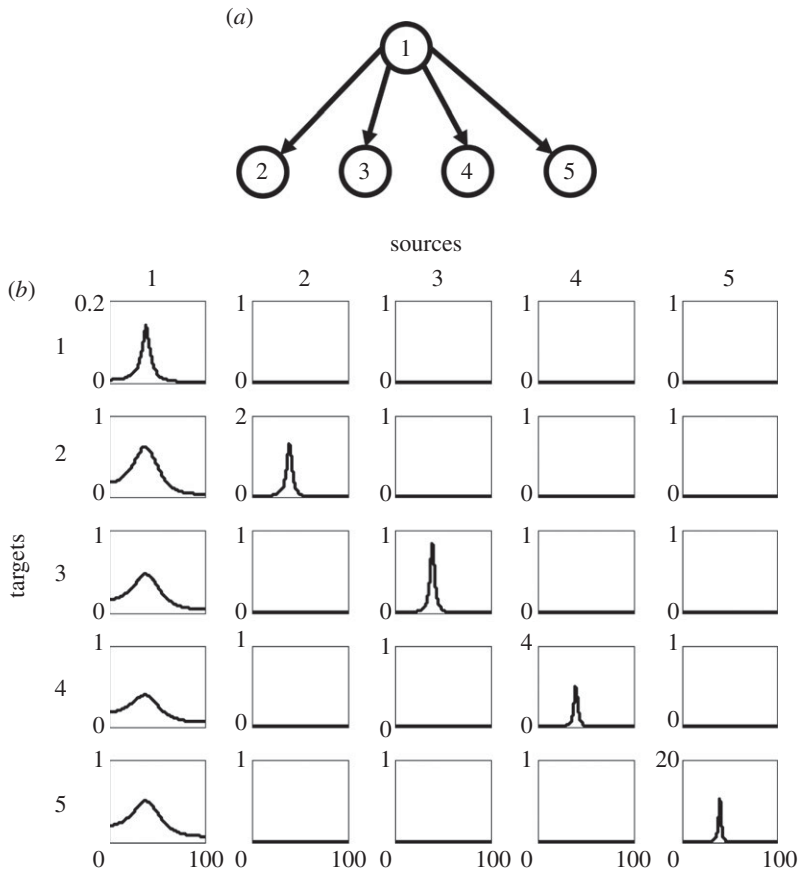 (a)
1
2 3 4 5
sources
(b) 1 2 3 4 5
0.2 1 1 1 1
1
0 0 0 0 0
1 2 1 1 1
2
0 0 0 0 0
1 1 1 1 1
targets 3
0 0 0 0 0
1 1 1 4 1
4
0 0 0 0 0
1 1 1 1 20
5
0 100 0 100 0 100 0 100 0 100